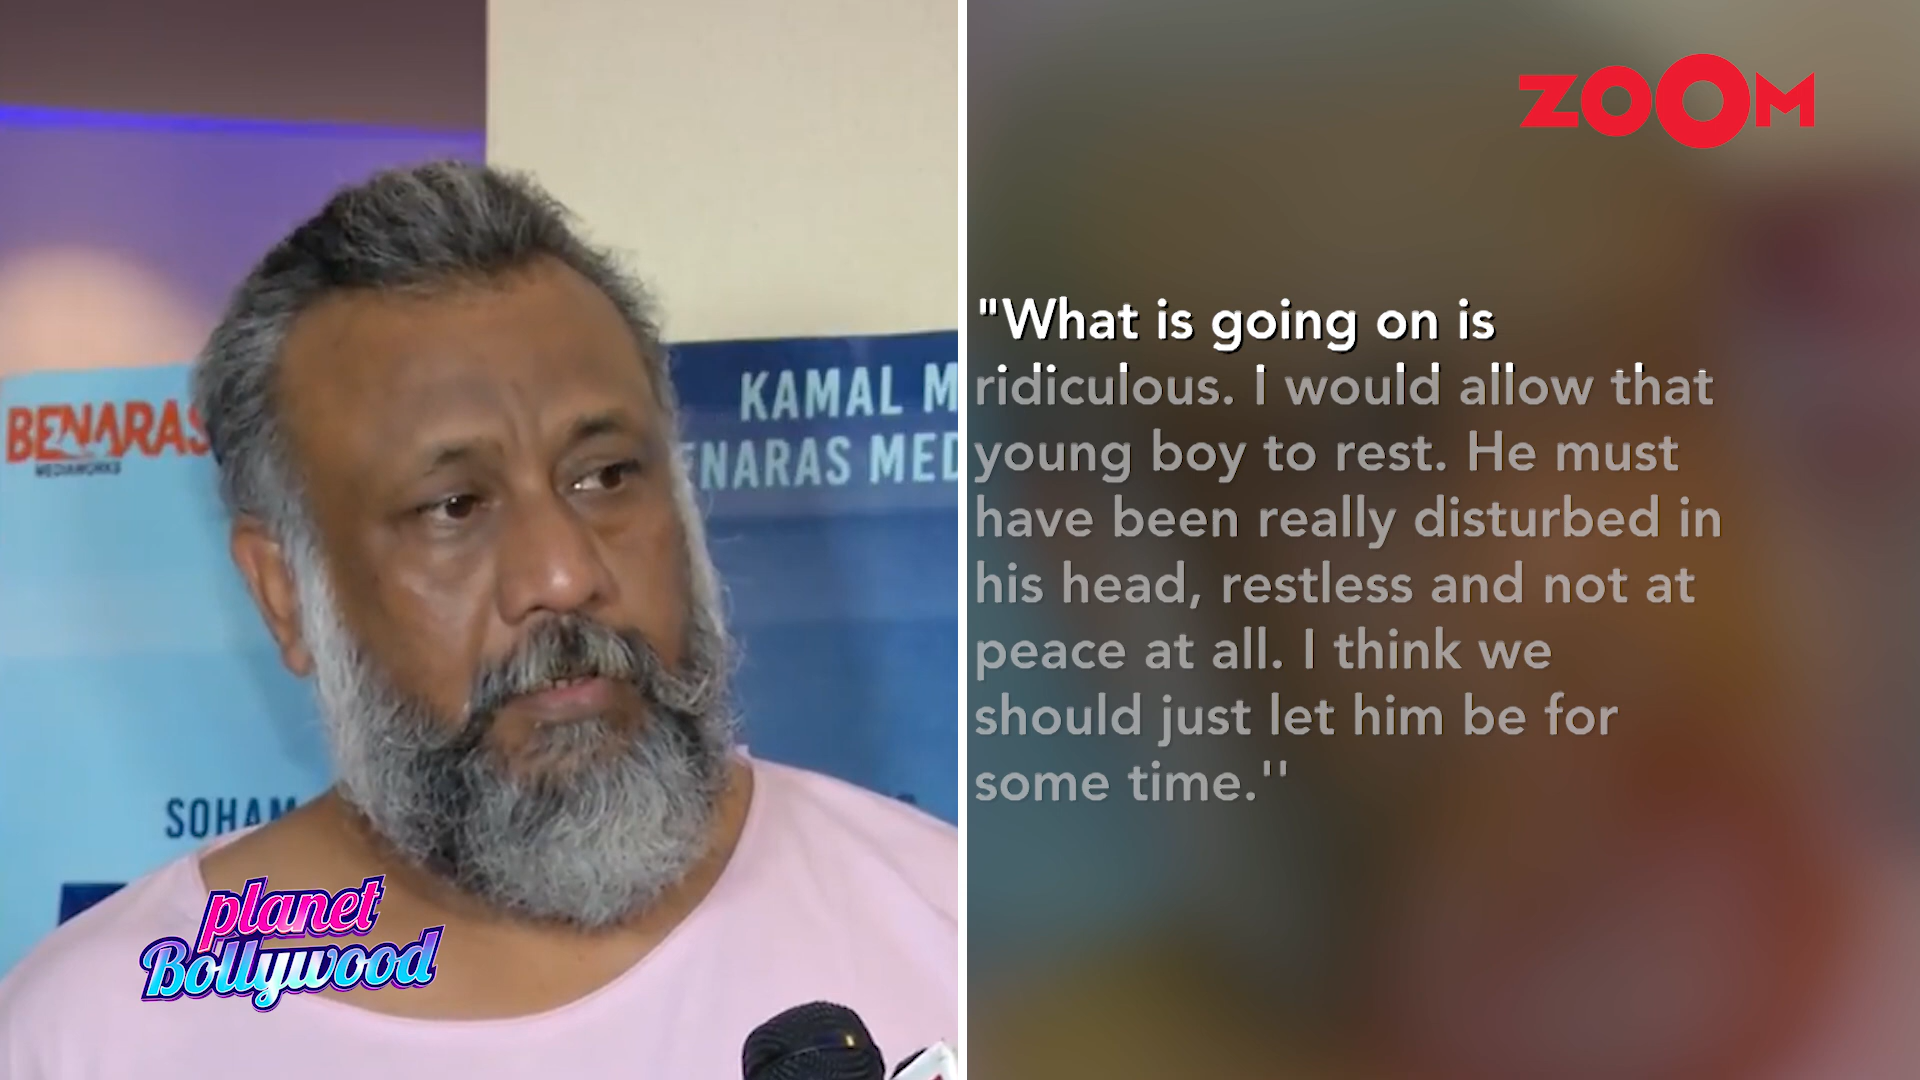 zoom
BENARAS
MEDIAWORKS
KAMAL M
ENARAS MED
SOHAM
planet
Bollywood
"What is going on is
ridiculous. I would allow that
young boy to rest. He must
have been really disturbed in
his head, restless and not at
peace at all. I think we
should just let him be for
some time.''